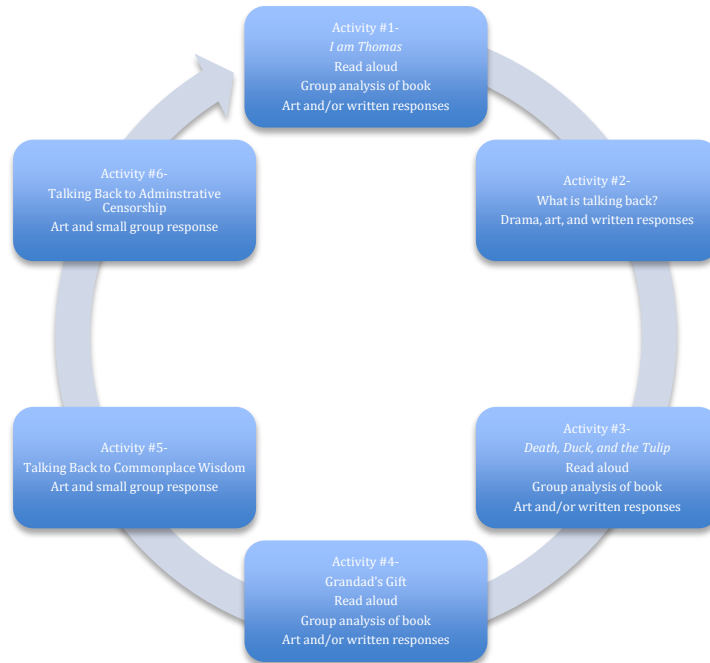 Activity #1-
I am Thomas
Read aloud
Group analysis of book
Art and/or written responses
Activity #2-
What is talking back?
Drama, art, and written responses
Activity #3-
Death, Duck, and the Tulip
Read aloud
Group analysis of book
Art and/or written responses
Activity #4-
Grandad's Gift
Read aloud
Group analysis of book
Art and/or written responses
Activity #5-
Talking Back to Commonplace Wisdom
Art and small group response
Activity #6-
Talking Back to Adminstrative
Censorship
Art and small group response